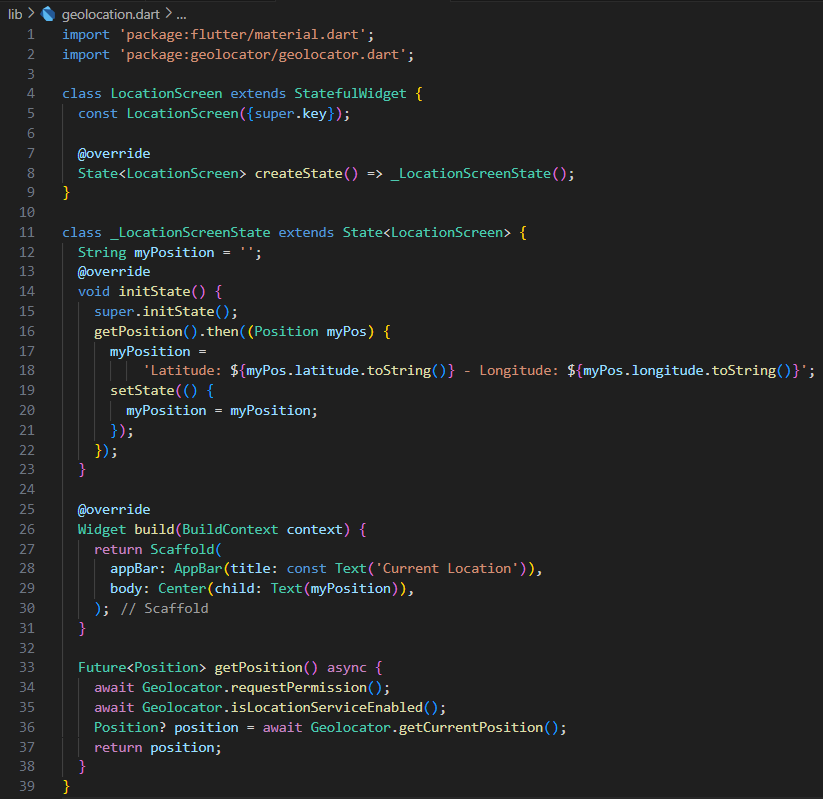 lib > geolocation.dart > ...
1 import 'package:flutter/material.dart';
2 import 'package:geolocator/geolocator.dart';
3
4 class LocationScreen extends StatefulWidget {
5   const LocationScreen({super.key});
6
7   @override
8   State<LocationScreen> createState() => _LocationScreenState();
9 }
10
11 class _LocationScreenState extends State<LocationScreen> {
12   String myPosition = '';
13   @override
14   void initState() {
15     super.initState();
16     getPosition().then((Position myPos) {
17       myPosition =
18           'Latitude: ${myPos.latitude.toString()} - Longitude: ${myPos.longitude.toString()}';
19       setState(() {
20         myPosition = myPosition;
21       });
22     });
23   }
24
25   @override
26   Widget build(BuildContext context) {
27     return Scaffold(
28       appBar: AppBar(title: const Text('Current Location')),
29       body: Center(child: Text(myPosition)),
30     ); // Scaffold
31   }
32
33   Future<Position> getPosition() async {
34     await Geolocator.requestPermission();
35     await Geolocator.isLocationServiceEnabled();
36     Position? position = await Geolocator.getCurrentPosition();
37     return position;
38   }
39 }